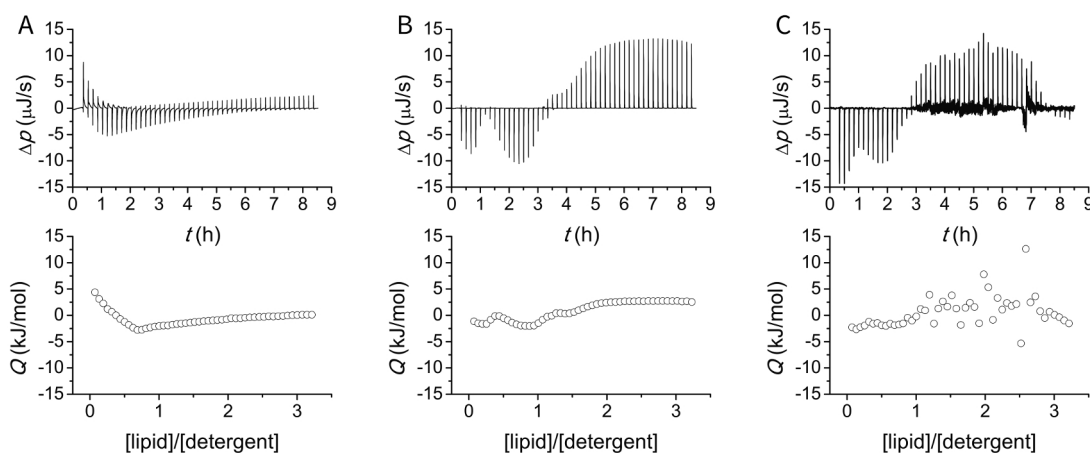 A B C
15 15 15
10 10 10
5 5 5
0 0 0
-5 -5 -5
-10 -10 -10
-15 -15 -15
Δp (μJ/s) Δp (μJ/s) Δp (μJ/s)
0 1 2 3 4 5 6 7 8 9 0 1 2 3 4 5 6 7 8 9 0 1 2 3 4 5 6 7 8 9
t (h) t (h) t (h)
15 15 15
10 10 10
5 5 5
0 0 0
-5 -5 -5
-10 -10 -10
-15 -15 -15
Q (kJ/mol) Q (kJ/mol) Q (kJ/mol)
0 1 2 3 0 1 2 3 0 1 2 3
[lipid]/[detergent] [lipid]/[detergent] [lipid]/[detergent]